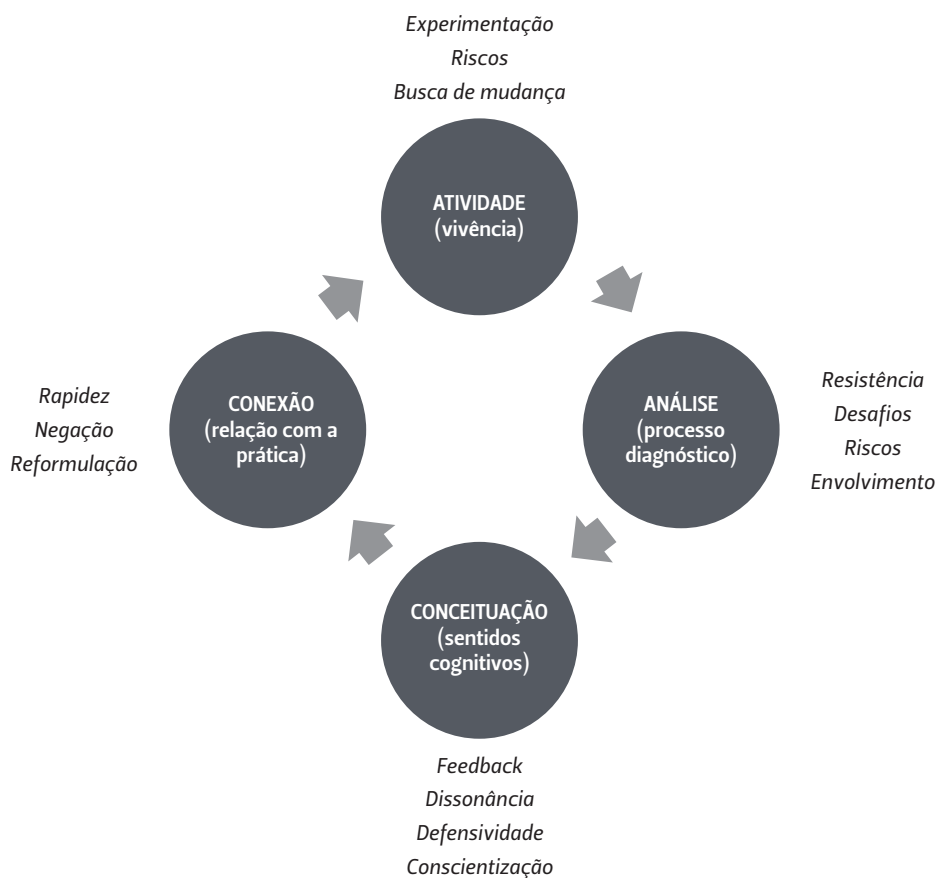 Experimentação
Riscos
Busca de mudança
ATIVIDADE
(vivência)
Rapidez
Negação
Reformulação
CONEXÃO
(relação com a
prática)
ANÁLISE
(processo
diagnóstico)
Resistência
Desafios
Riscos
Envolvimento
CONCEITUAÇÃO
(sentidos
cognitivos)
Feedback
Dissonância
Defensividade
Conscientização